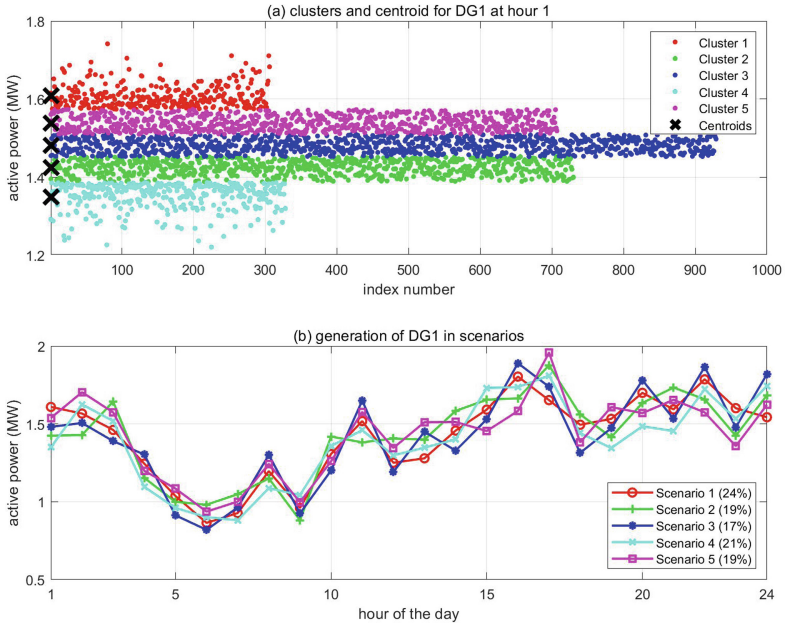 (a) clusters and centroid for DG1 at hour 1
1.8
1.6
1.4
1.2
active power (MW)
Cluster 1
Cluster 2
Cluster 3
Cluster 4
Cluster 5
Centroids
100 200 300 400 500 600 700 800 900 1000
index number
(b) generation of DG1 in scenarios
2
1.5
1
0.5
active power (MW)
Scenario 1 (24%)
Scenario 2 (19%)
Scenario 3 (17%)
Scenario 4 (21%)
Scenario 5 (19%)
1 5 10 15 20 24
hour of the day